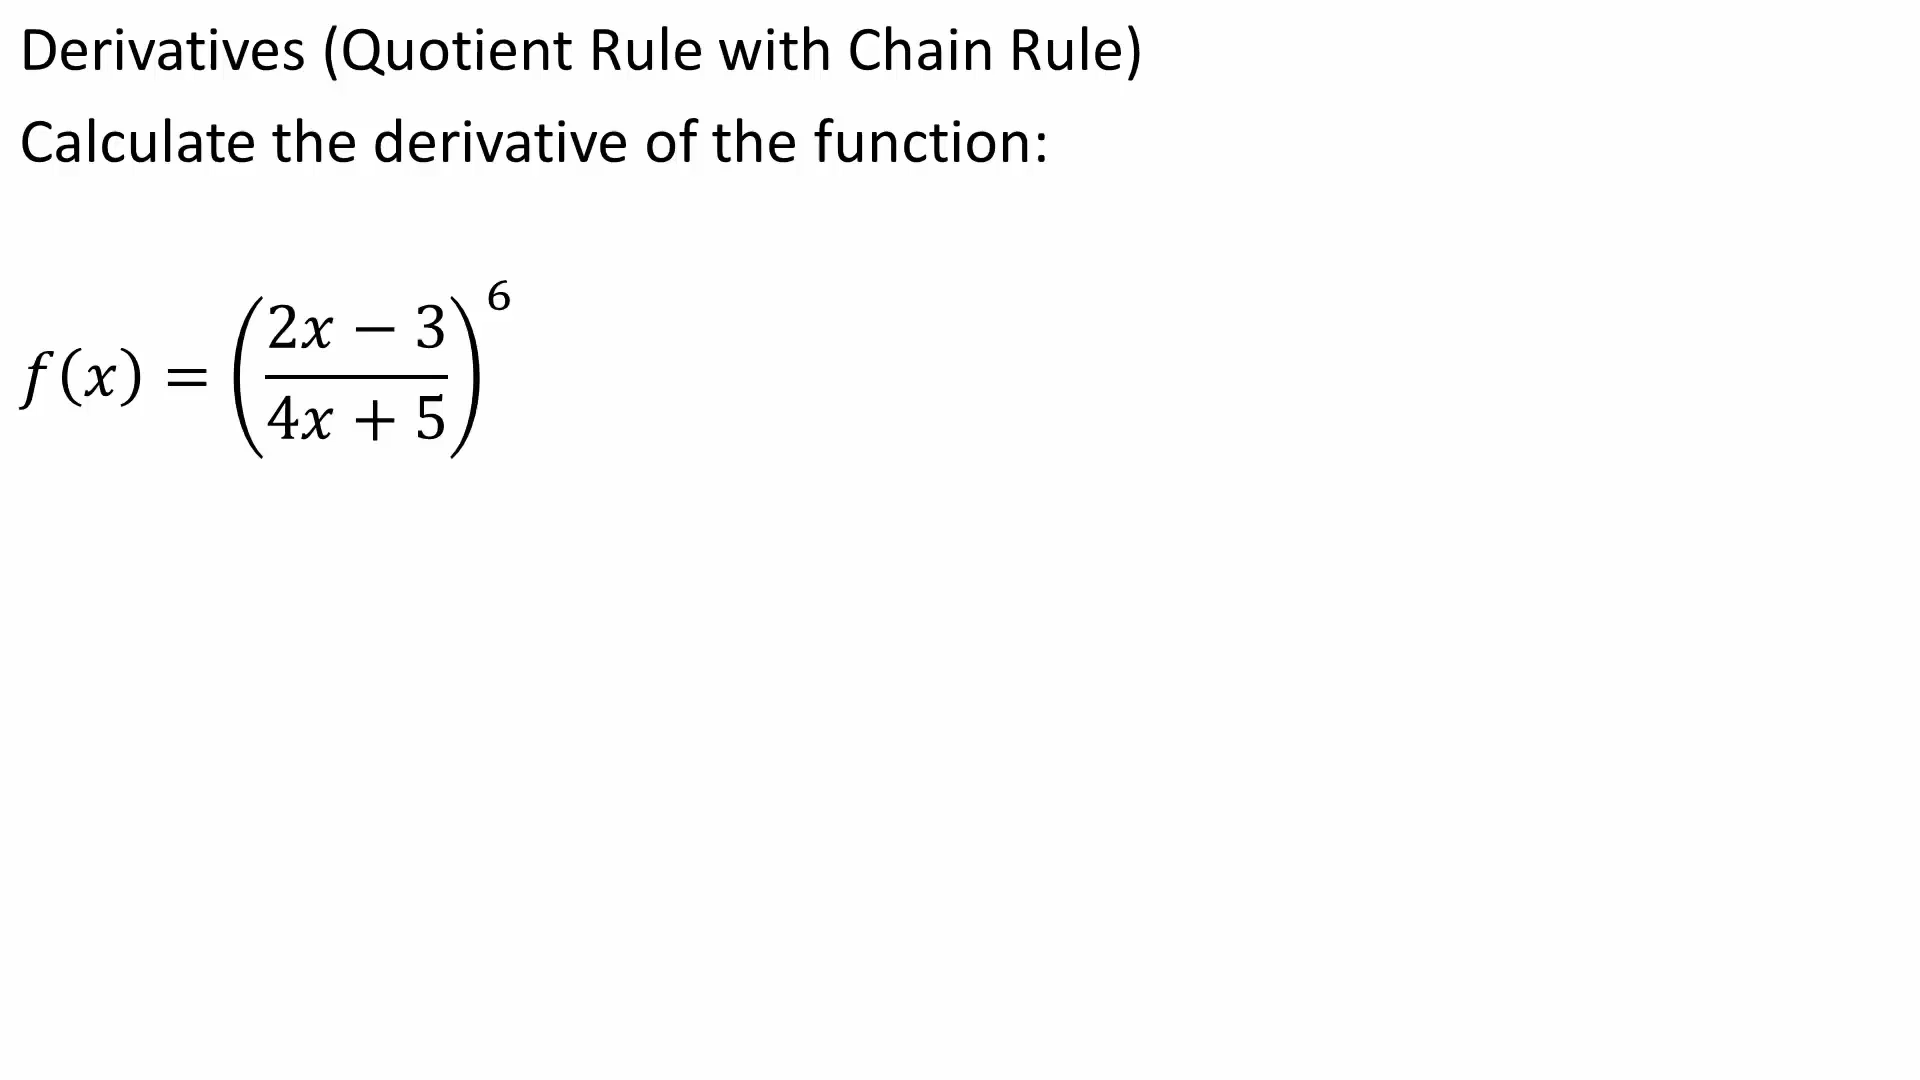 Derivatives (Quotient Rule with Chain Rule)
Calculate the derivative of the function:
f(x) = ((2x − 3)/(4x + 5))^6